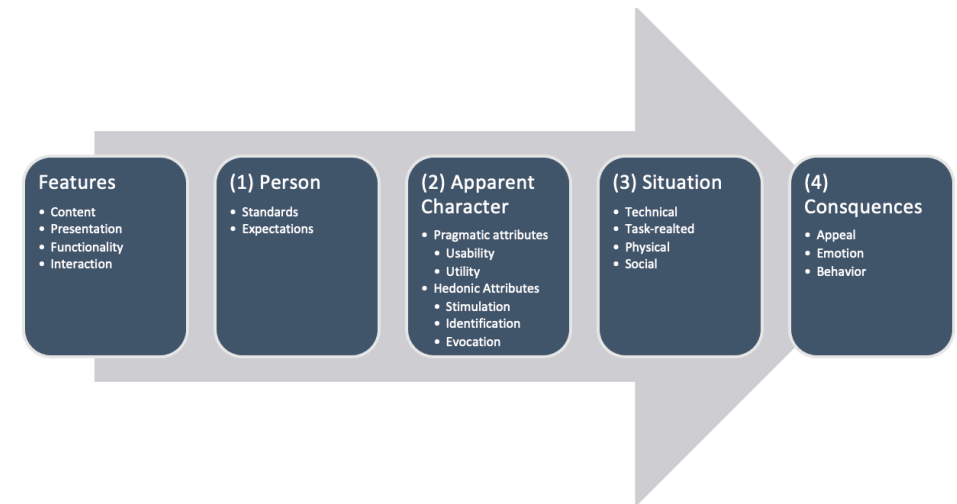 Features
• Content
• Presentation
• Functionality
• Interaction
(1) Person
• Standards
• Expectations
(2) Apparent
Character
• Pragmatic attributes
• Usability
• Utility
• Hedonic Attributes
• Stimulation
• Identification
• Evocation
(3) Situation
• Technical
• Task-realted
• Physical
• Social
(4)
Consquences
• Appeal
• Emotion
• Behavior